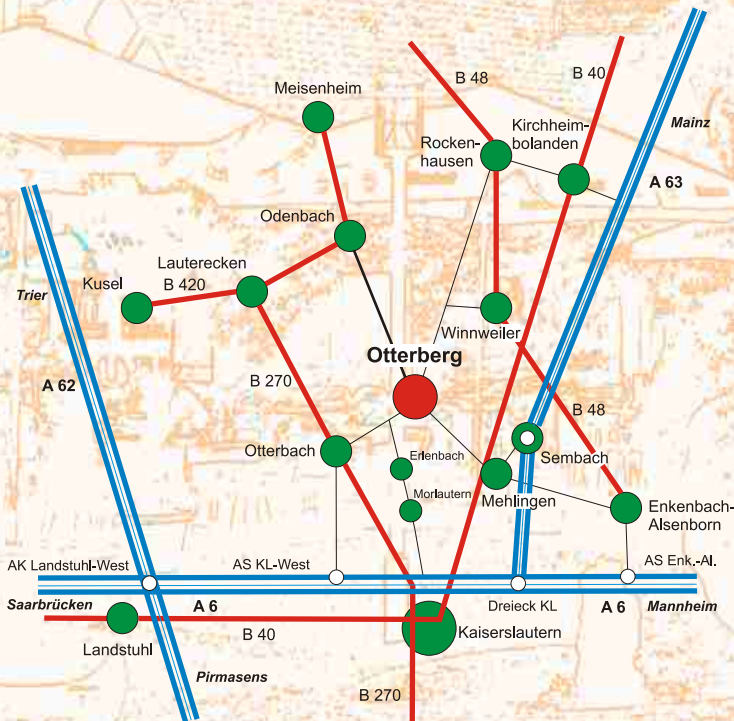 B 48
B 40
Meisenheim
Kirchheim-
bolanden
Mainz
Rocken-
hausen
A 63
Odenbach
Lauterecken
Kusel
B 420
Trier
Winnweiler
Otterberg
A 62
B 270
B 48
Otterbach
Erlenbach
Sembach
Morlautern
Mehlingen
Enkenbach-
Alsenborn
AK Landstuhl-West
AS KL-West
AS Enk.-Al.
Saarbrücken
A 6
Dreieck KL
A 6
Mannheim
B 40
Kaiserslautern
Landstuhl
Pirmasens
B 270